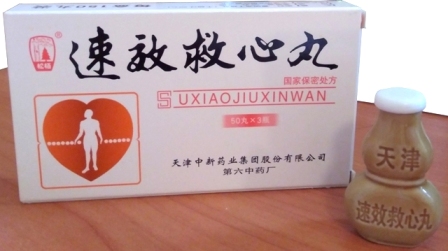 速效救心丸
国家保密处方
SUXIAOJIUXINWAN
50丸×3瓶
天津中新药业集团股份有限公司
第六中药厂
松柏
天津
速效救心丸